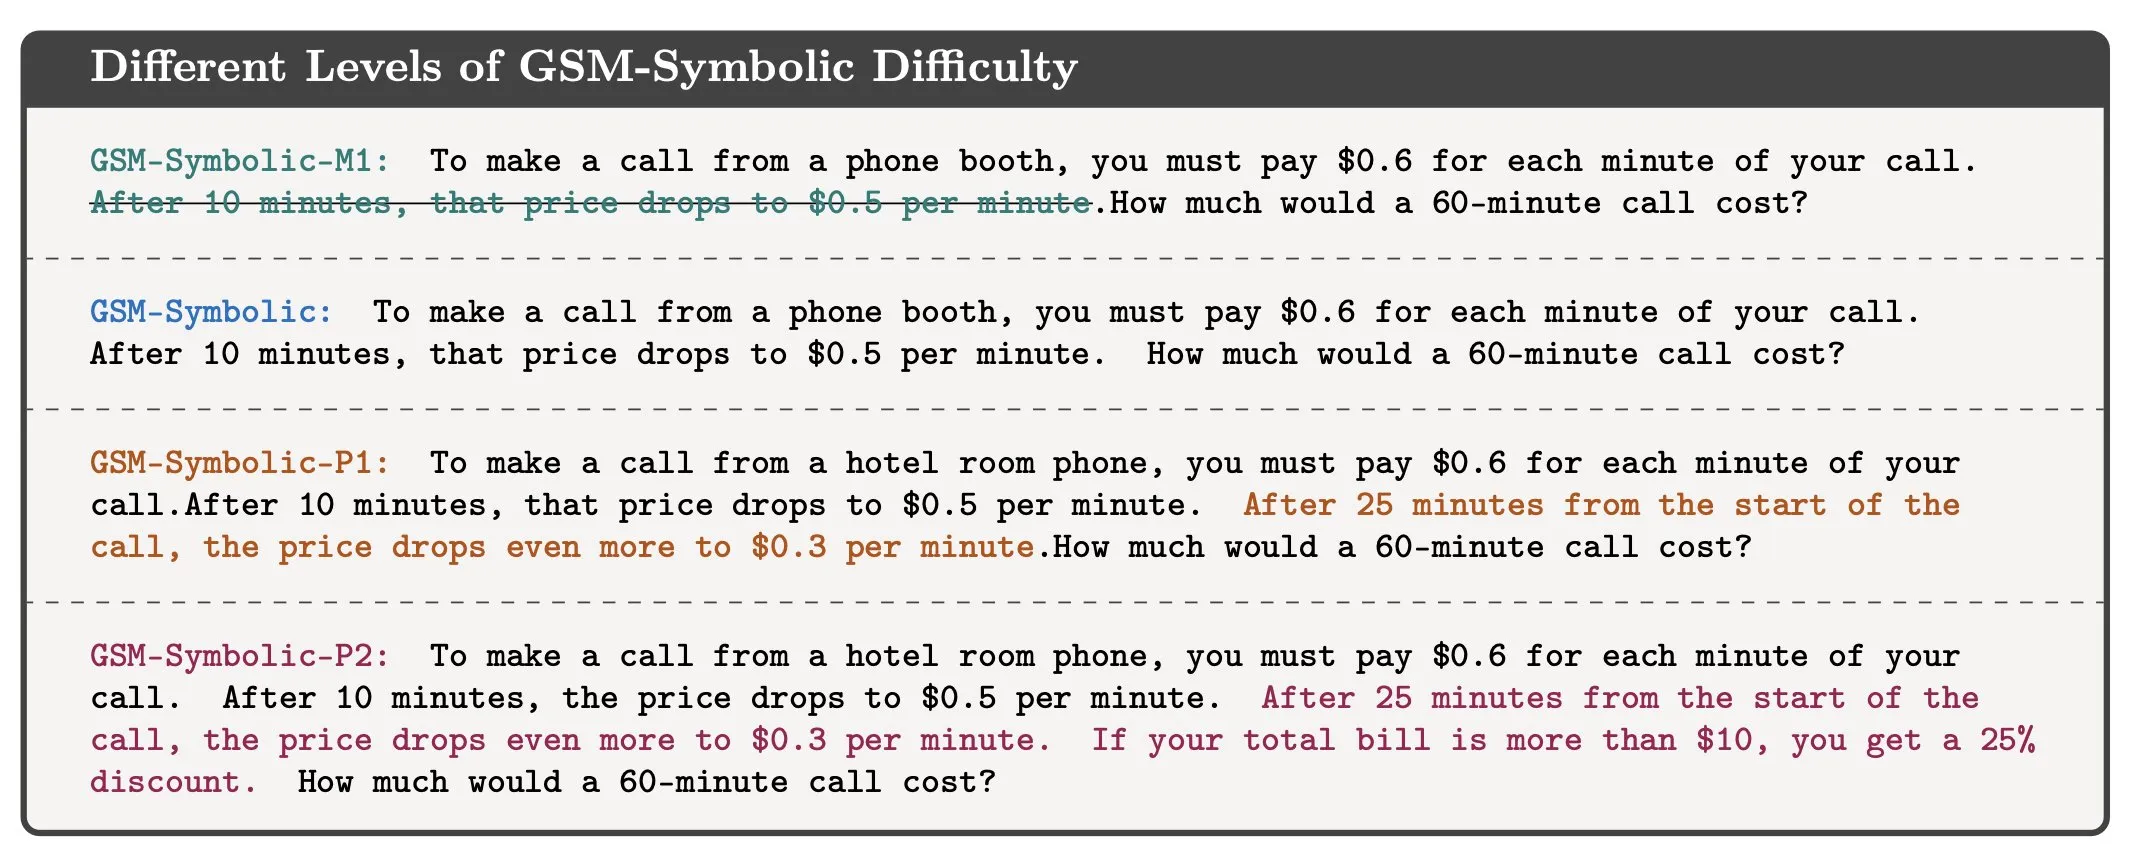 Different Levels of GSM-Symbolic Difficulty
GSM-Symbolic-M1: To make a call from a phone booth, you must pay $0.6 for each minute of your call.
After 10 minutes, that price drops to $0.5 per minute.How much would a 60-minute call cost?
GSM-Symbolic: To make a call from a phone booth, you must pay $0.6 for each minute of your call.
After 10 minutes, that price drops to $0.5 per minute. How much would a 60-minute call cost?
GSM-Symbolic-P1: To make a call from a hotel room phone, you must pay $0.6 for each minute of your
call.After 10 minutes, that price drops to $0.5 per minute. After 25 minutes from the start of the
call, the price drops even more to $0.3 per minute.How much would a 60-minute call cost?
GSM-Symbolic-P2: To make a call from a hotel room phone, you must pay $0.6 for each minute of your
call. After 10 minutes, the price drops to $0.5 per minute. After 25 minutes from the start of the
call, the price drops even more to $0.3 per minute. If your total bill is more than $10, you get a 25%
discount. How much would a 60-minute call cost?